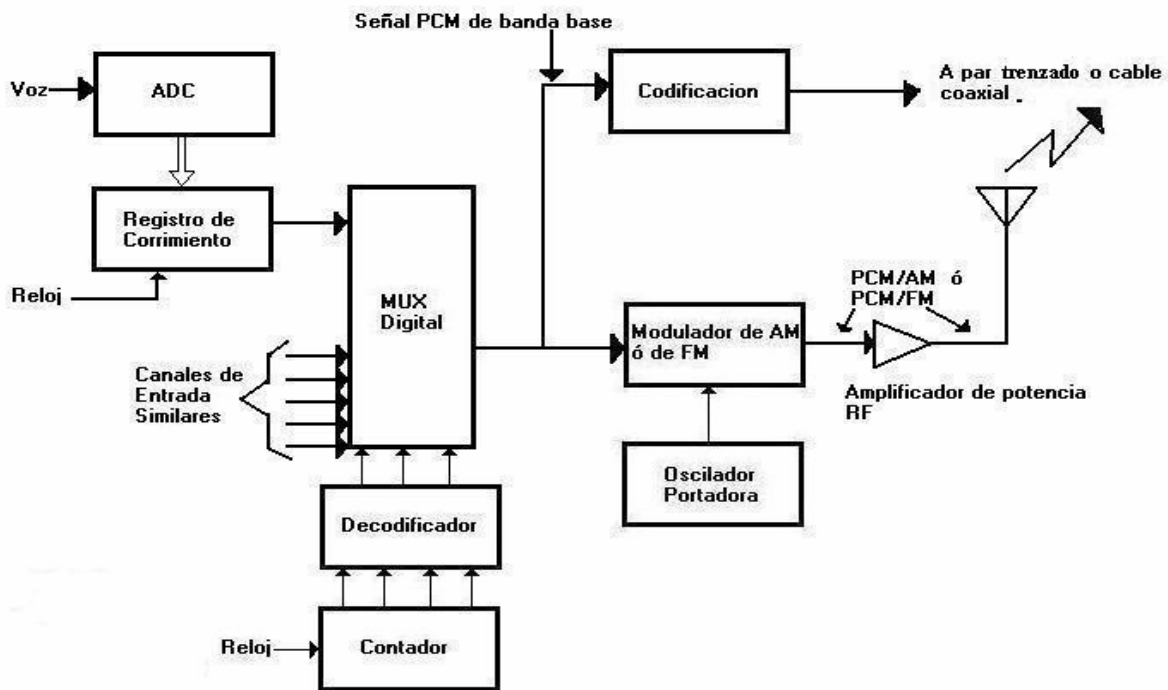 Señal PCM de banda base
Voz
ADC
Codificacion
A par trenzado o cable
coaxial .
Registro de
Corrimiento
Reloj
MUX
Digital
PCM/AM ó
PCM/FM
Modulador de AM
ó de FM
Canales de
Entrada
Similares
Amplificador de potencia
RF
Oscilador
Portadora
Decodificador
Reloj
Contador